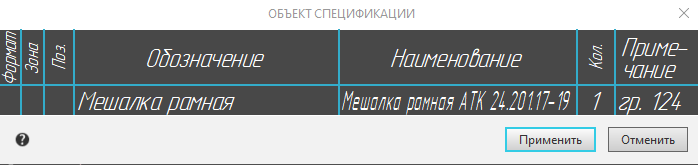 ОБЪЕКТ СПЕЦИФИКАЦИИ
Формат Зона Поз. Обозначение Наименование Кол. Приме-
чание
Мешалка рамная Мешалка рамная АТК 24.201.17-19 1 гр. 124
Применить Отменить